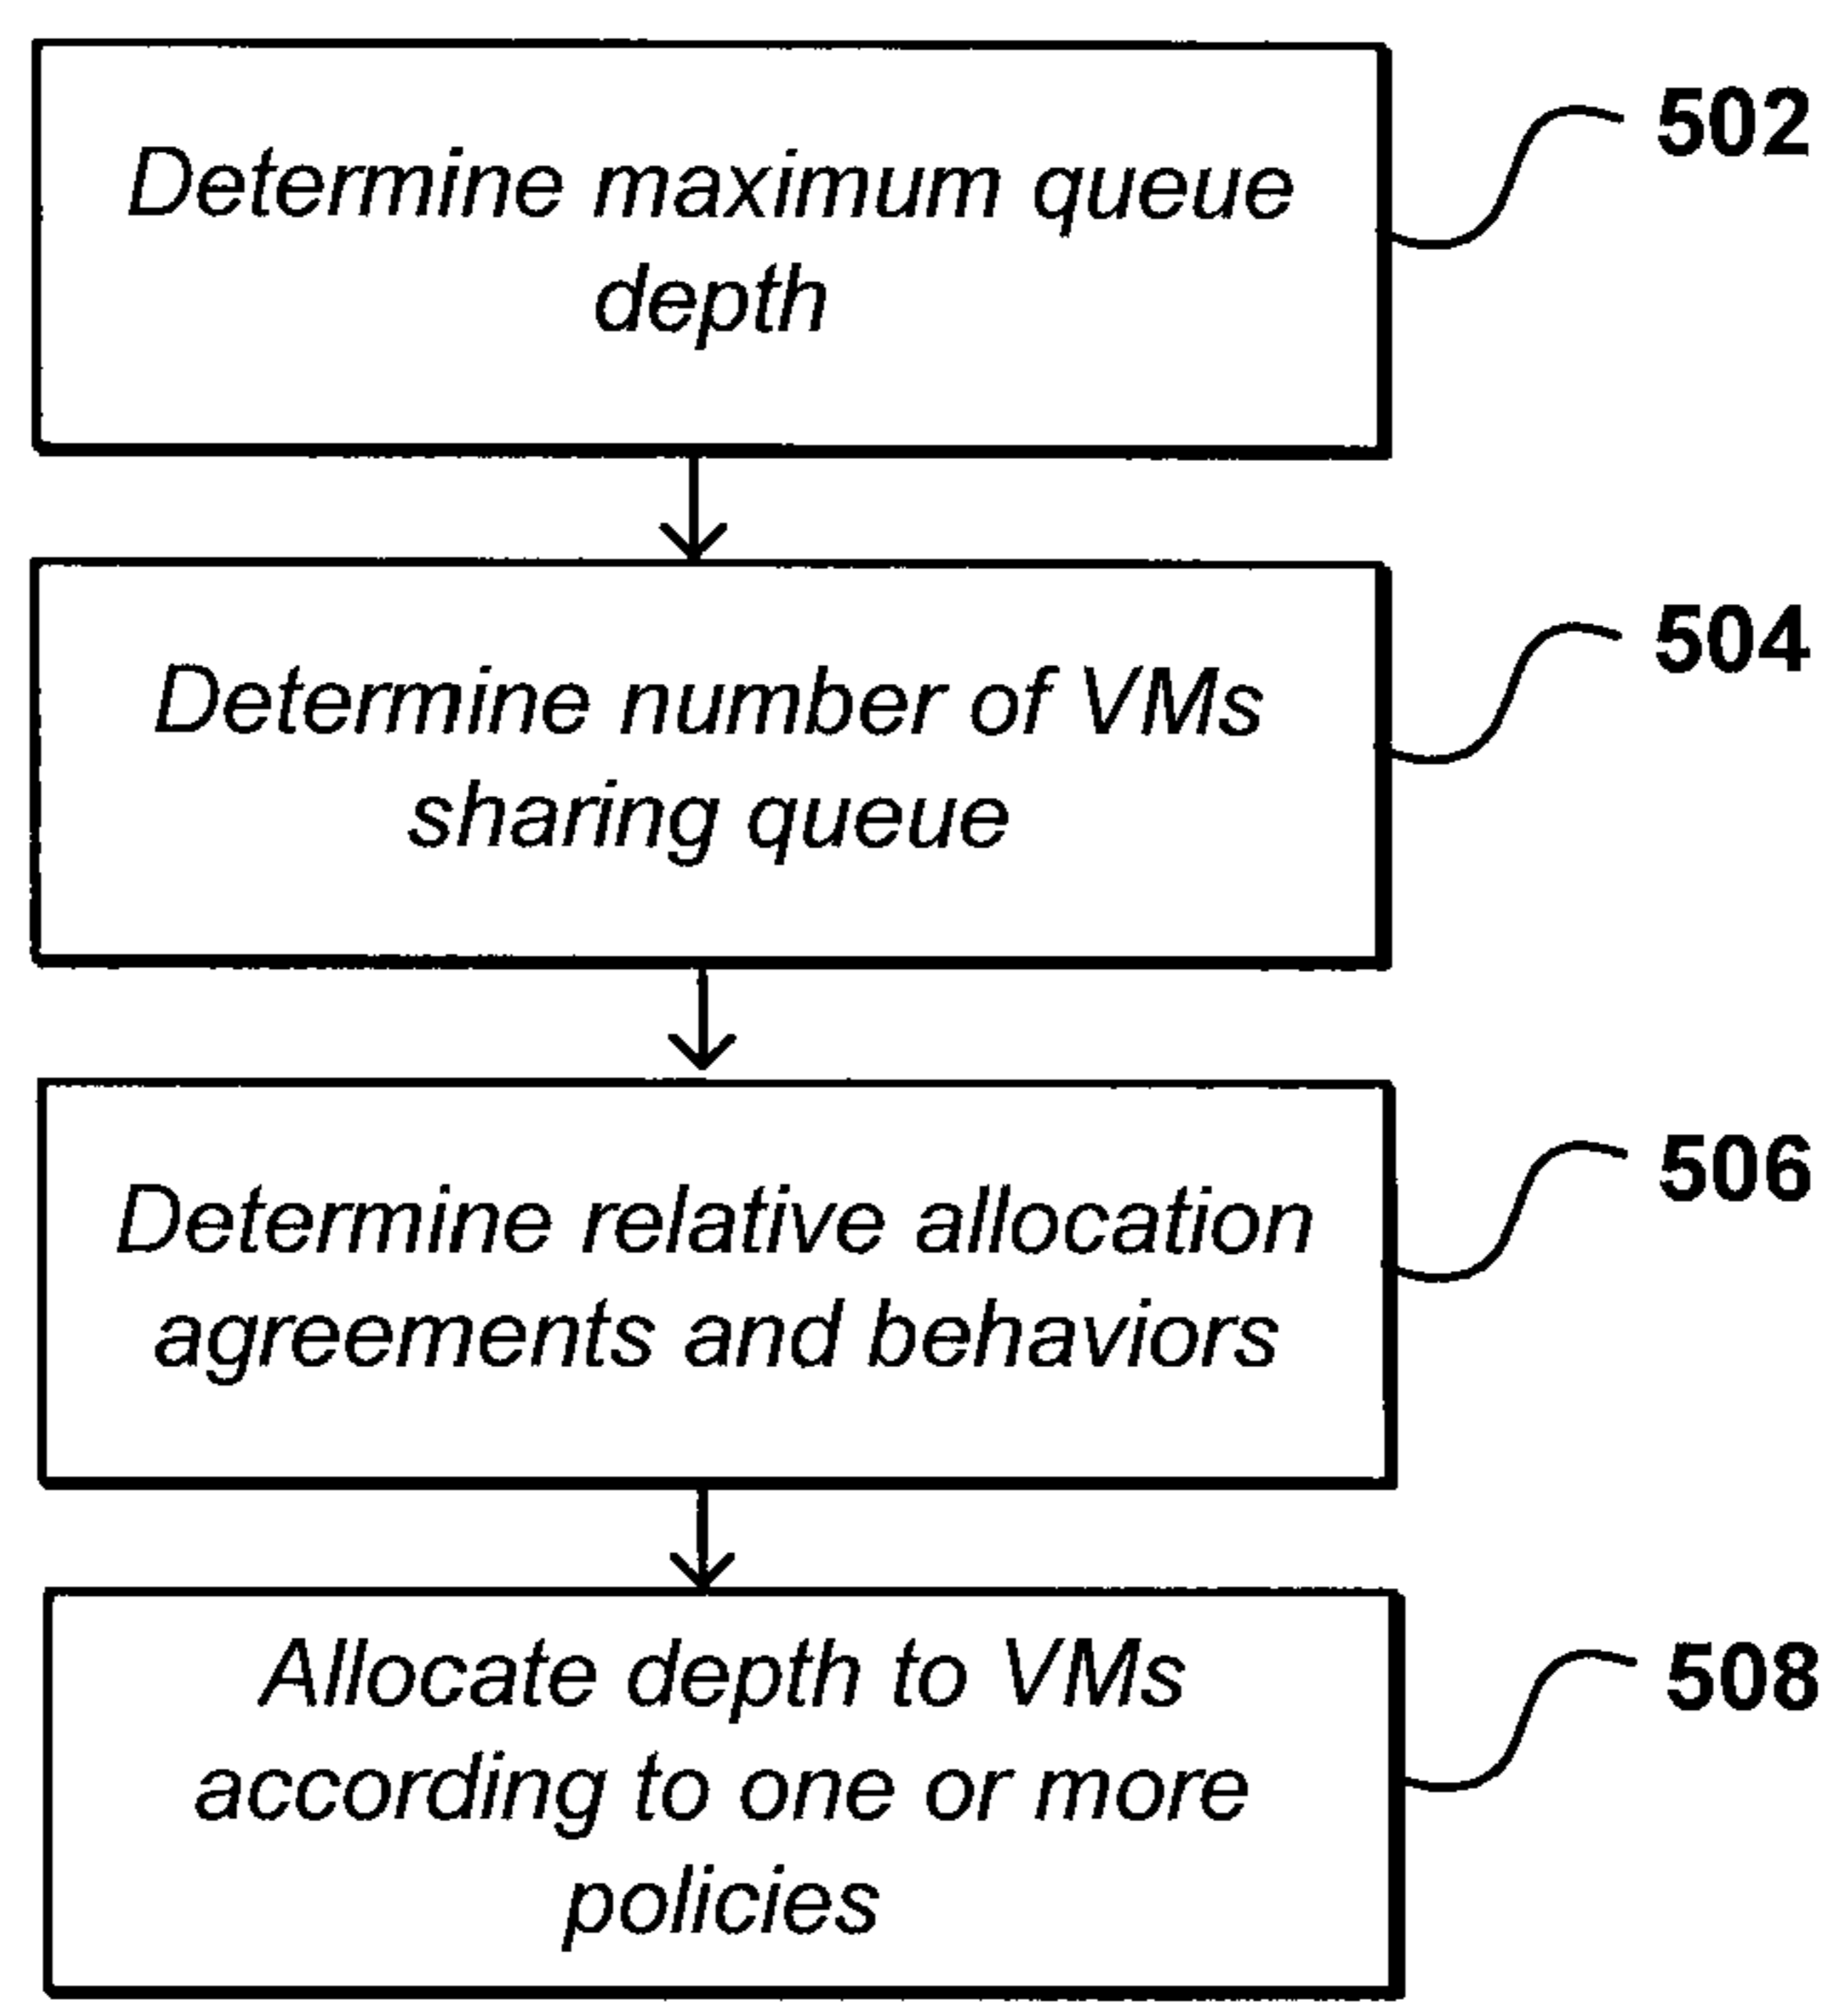 Determine maximum queue
depth
502
Determine number of VMs
sharing queue
504
Determine relative allocation
agreements and behaviors
506
Allocate depth to VMs
according to one or more
policies
508